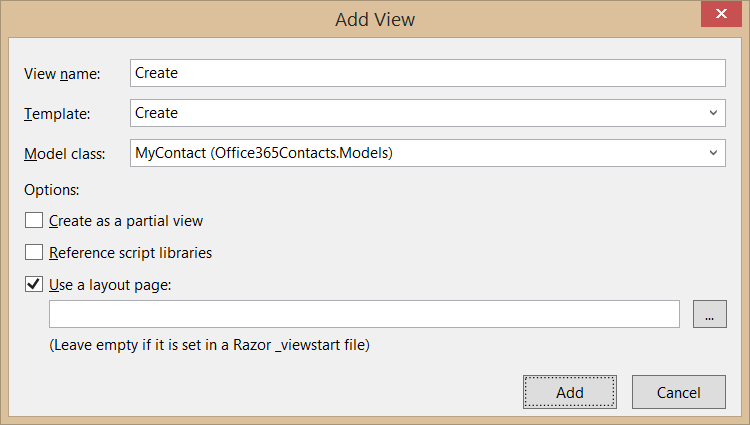 Add View
View name: Create
Template: Create
Model class: MyContact (Office365Contacts.Models)
Options:
Create as a partial view
Reference script libraries
Use a layout page:
...
(Leave empty if it is set in a Razor _viewstart file)
Add Cancel